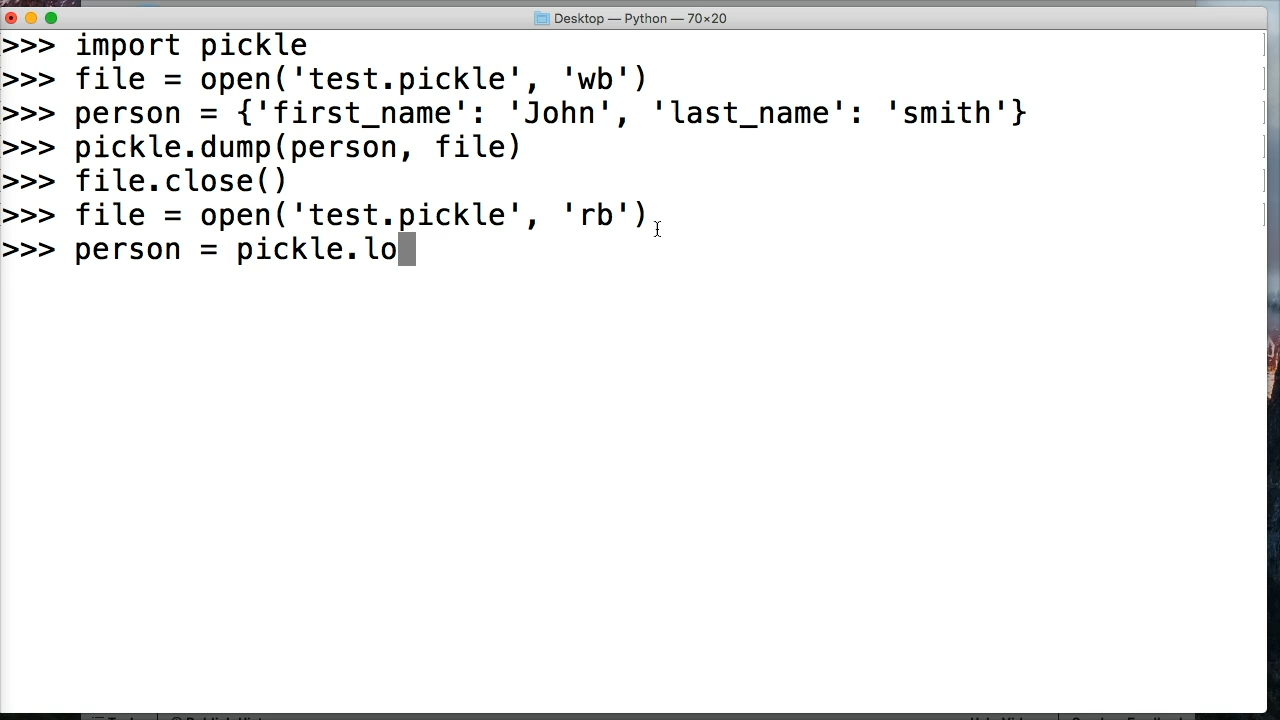 Desktop — Python — 70×20
>>> import pickle
>>> file = open('test.pickle', 'wb')
>>> person = {'first_name': 'John', 'last_name': 'smith'}
>>> pickle.dump(person, file)
>>> file.close()
>>> file = open('test.pickle', 'rb')
>>> person = pickle.lo